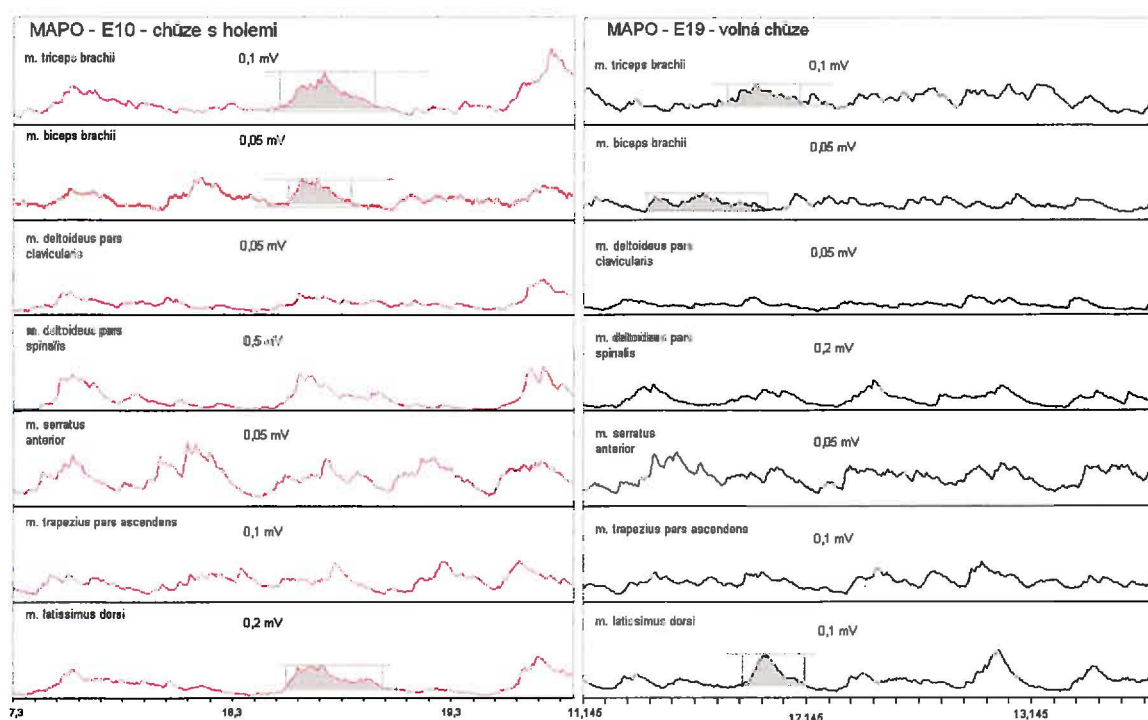 MAPO - E10 - chůze s holemi
m. triceps brachii
0,1 mV
m. biceps brachii
0,05 mV
m. deltoideus pars
clavicularis
0,05 mV
m. deltoideus pars
spinalis
0,5 mV
m. serratus
anterior
0,05 mV
m. trapezius pars ascendens
0,1 mV
m. latissimus dorsi
0,2 mV
7,3
18,3
19,3
MAPO - E19 - volná chůze
m. triceps brachii
0,1 mV
m. biceps brachii
0,05 mV
m. deltoideus pars
clavicularis
0,05 mV
m. deltoideus pars
spinalis
0,2 mV
m. serratus
anterior
0,05 mV
m. trapezius pars ascendens
0,1 mV
m. latissimus dorsi
0,1 mV
11,145
12,145
13,145